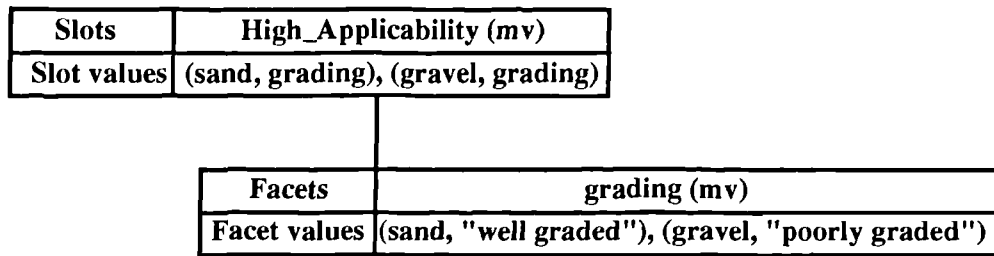 Slots High_Applicability (mv)
Slot values (sand, grading), (gravel, grading)
Facets grading (mv)
Facet values (sand, "well graded"), (gravel, "poorly graded")